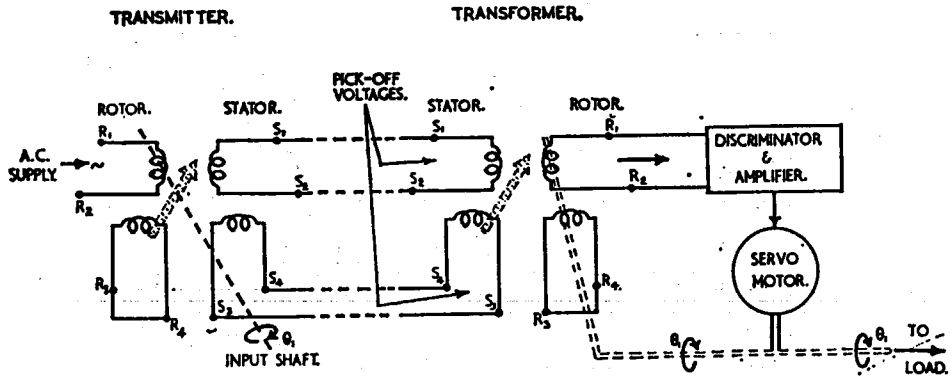 TRANSMITTER.
TRANSFORMER.
PICK-OFF
VOLTAGES.
ROTOR.
STATOR.
STATOR.
ROTOR.
R₁
S₁
S₁
R₁
A.C.
SUPPLY.
~
DISCRIMINATOR
&
AMPLIFIER.
R₂
S₂
S₂
R₂
SERVO
MOTOR.
R₃
S₄
S₄
R₄
R₄
S₃
S₃
R₃
θ₁
INPUT SHAFT.
θ₁
θ₁
TO
LOAD.